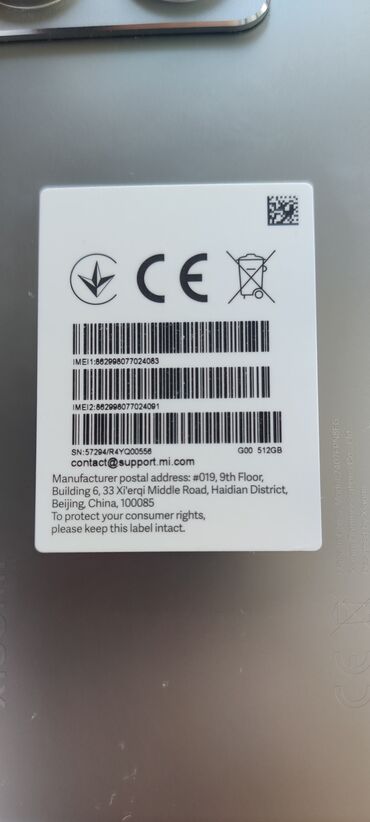 CE
IMEI1:862998077024083
IMEI2:862998077024091
SN:57294/R4YQ00556 G00 512GB
contact@support.mi.com
Manufacturer postal address: #019, 9th Floor,
Building 6, 33 Xi'erqi Middle Road, Haidian District,
Beijing, China, 100085
To protect your consumer rights,
please keep this label intact.